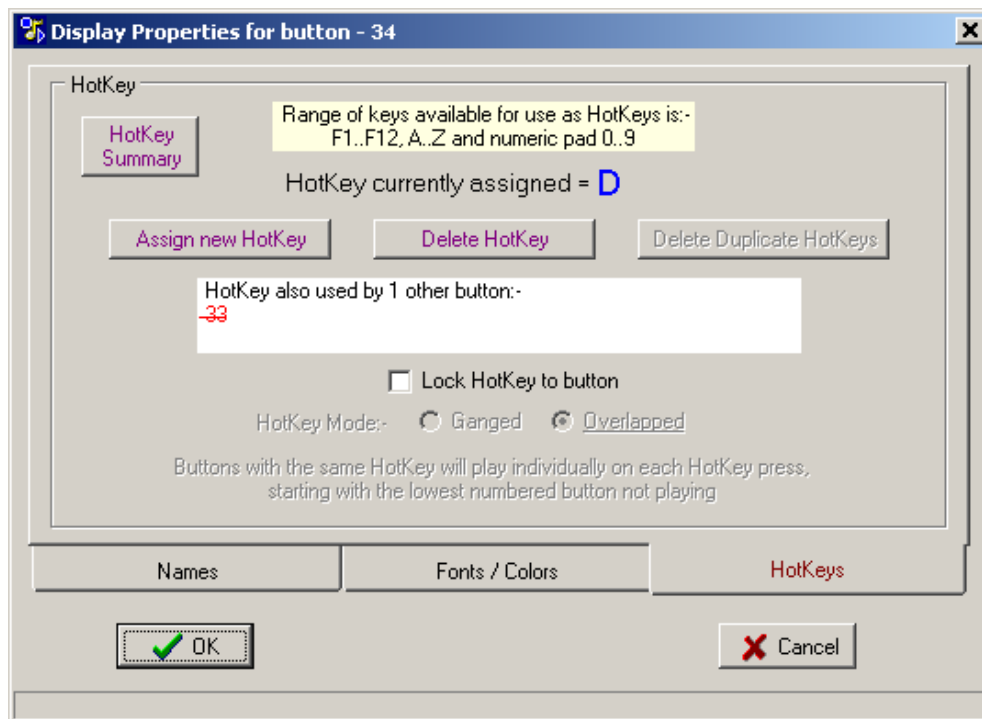 Display Properties for button - 34
HotKey
HotKey
Summary
Range of keys available for use as HotKeys is:-
F1..F12, A..Z and numeric pad 0..9
HotKey currently assigned = D
Assign new HotKey
Delete HotKey
Delete Duplicate HotKeys
HotKey also used by 1 other button:-
33
Lock HotKey to button
HotKey Mode:- Ganged Overlapped
Buttons with the same HotKey will play individually on each HotKey press,
starting with the lowest numbered button not playing
Names
Fonts / Colors
HotKeys
OK
Cancel